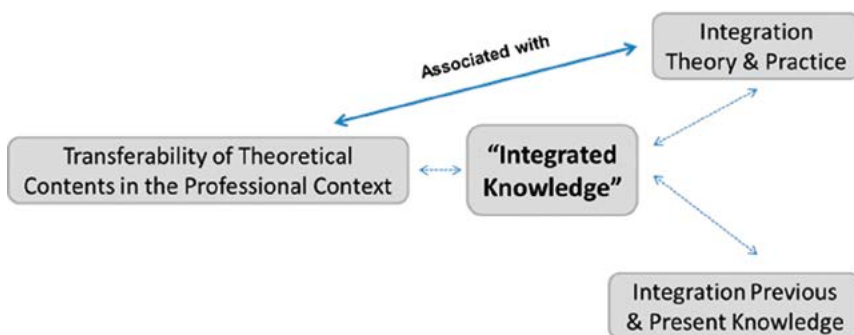 Associated with
Integration
Theory & Practice
Transferability of Theoretical
Contents in the Professional Context
“Integrated
Knowledge”
Integration Previous
& Present Knowledge